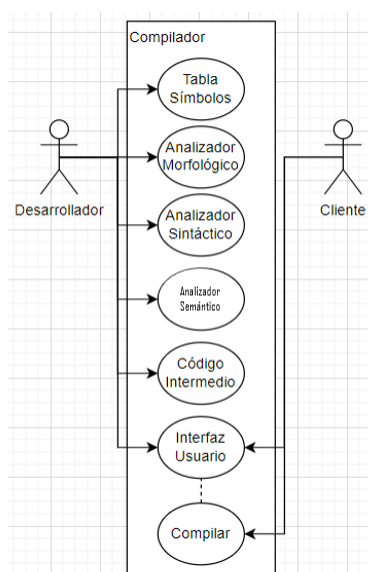 Compilador
Tabla
Símbolos
Analizador
Morfológico
Desarrollador
Cliente
Analizador
Sintáctico
Analizador
Semántico
Código
Intermedio
Interfaz
Usuario
Compilar